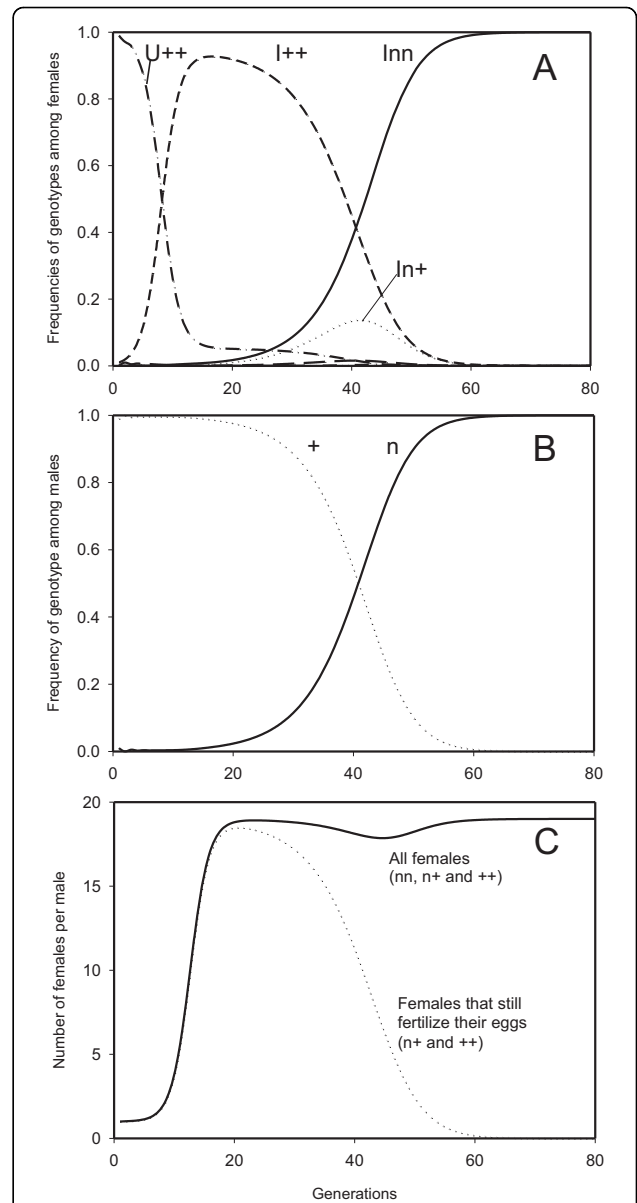 1.0
U++
I++
Inn
A
0.8
0.6
0.4
In+
0.2
0.0
0
20
40
60
80
Frequencies of genotypes among females
1.0
+
n
B
0.8
0.6
0.4
0.2
0.0
0
20
40
60
80
Frequency of genotype among males
20
C
All females
(nn, n+ and ++)
15
10
Females that still
fertilize their eggs
(n+ and ++)
5
0
0
20
40
60
80
Number of females per male
Generations